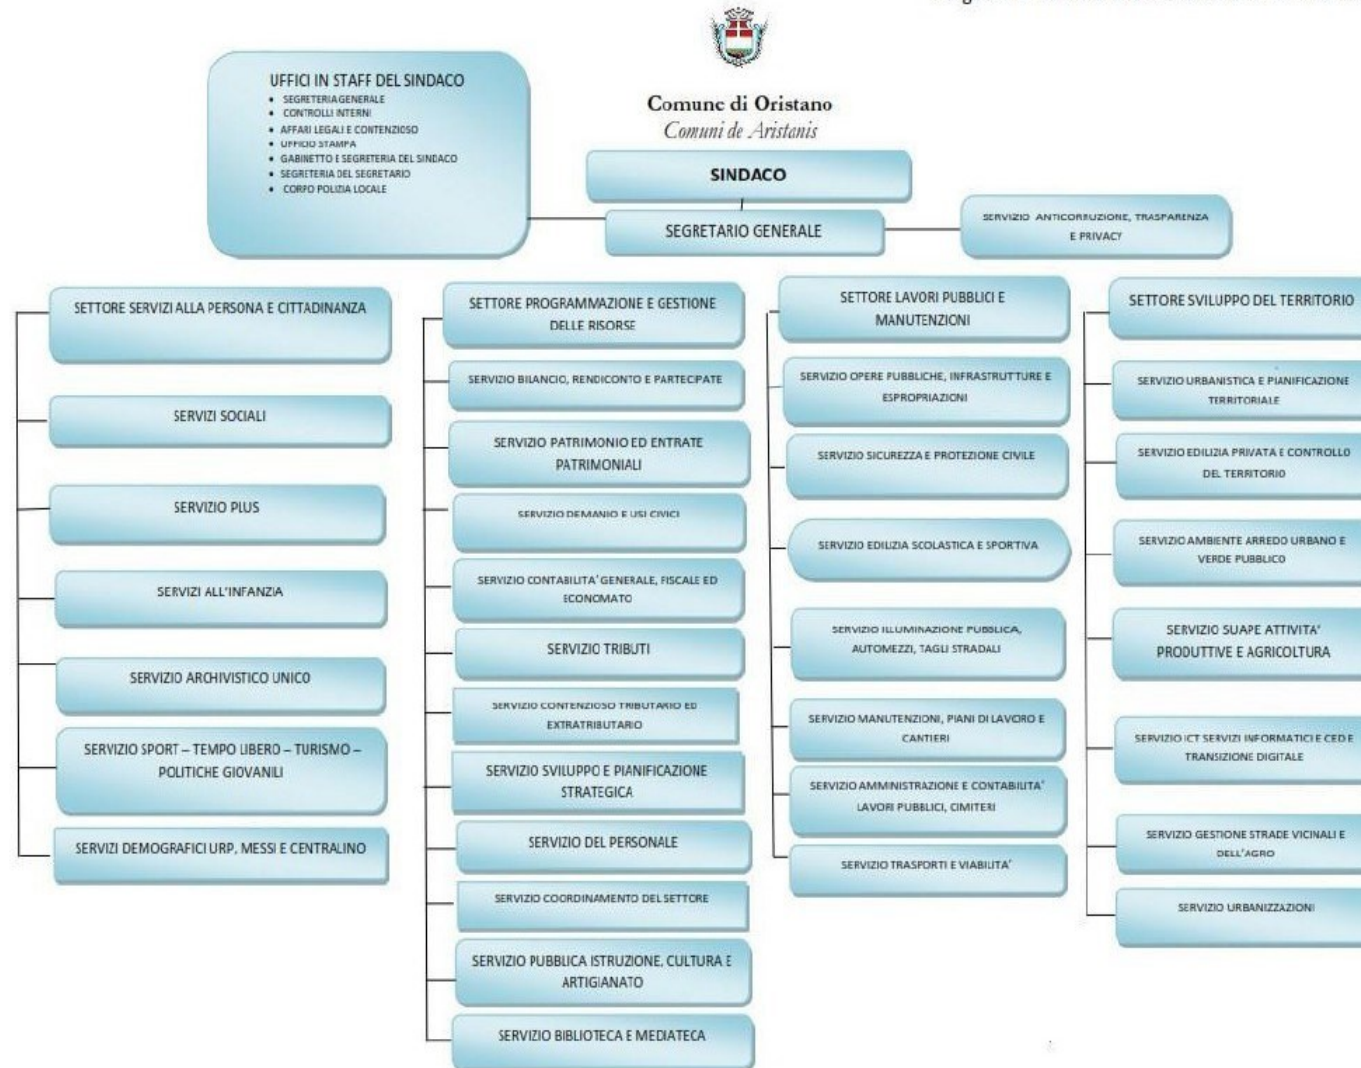 UFFICI IN STAFF DEL SINDACO
• SEGRETERIA GENERALE
• CONTROLLI INTERNI
• AFFARI LEGALI E CONTENZIOSO
• UFFICIO STAMPA
• GABINETTO E SEGRETERIA DEL SINDACO
• SEGRETERIA DEL SEGRETARIO
• CORPO POLIZIA LOCALE
Comune di Oristano
Comuni de Aristanis
SINDACO
SEGRETARIO GENERALE
SERVIZIO ANTICORRUZIONE, TRASPARENZA
E PRIVACY
SETTORE SERVIZI ALLA PERSONA E CITTADINANZA
SERVIZI SOCIALI
SERVIZIO PLUS
SERVIZI ALL'INFANZIA
SERVIZIO ARCHIVISTICO UNICO
SERVIZIO SPORT – TEMPO LIBERO – TURISMO –
POLITICHE GIOVANILI
SERVIZI DEMOGRAFICI URP, MESSI E CENTRALINO
SETTORE PROGRAMMAZIONE E GESTIONE
DELLE RISORSE
SERVIZIO BILANCIO, RENDICONTO E PARTECIPATE
SERVIZIO PATRIMONIO ED ENTRATE
PATRIMONIALI
SERVIZIO DEMANIO E USI CIVICI
SERVIZIO CONTABILITA' GENERALE, FISCALE ED
ECONOMATO
SERVIZIO TRIBUTI
SERVIZIO CONTENZIOSO TRIBUTARIO ED
EXTRATRIBUTARIO
SERVIZIO SVILUPPO E PIANIFICAZIONE
STRATEGICA
SERVIZIO DEL PERSONALE
SERVIZIO COORDINAMENTO DEL SETTORE
SERVIZIO PUBBLICA ISTRUZIONE, CULTURA E
ARTIGIANATO
SERVIZIO BIBLIOTECA E MEDIATECA
SETTORE LAVORI PUBBLICI E
MANUTENZIONI
SERVIZIO OPERE PUBBLICHE, INFRASTRUTTURE E
ESPROPRIAZIONI
SERVIZIO SICUREZZA E PROTEZIONE CIVILE
SERVIZIO EDILIZIA SCOLASTICA E SPORTIVA
SERVIZIO ILLUMINAZIONE PUBBLICA,
AUTOMEZZI, TAGLI STRADALI
SERVIZIO MANUTENZIONI, PIANI DI LAVORO E
CANTIERI
SERVIZIO AMMINISTRAZIONE E CONTABILITA'
LAVORI PUBBLICI, CIMITERI
SERVIZIO TRASPORTI E VIABILITA'
SETTORE SVILUPPO DEL TERRITORIO
SERVIZIO URBANISTICA E PIANIFICAZIONE
TERRITORIALE
SERVIZIO EDILIZIA PRIVATA E CONTROLLO
DEL TERRITORIO
SERVIZIO AMBIENTE ARREDO URBANO E
VERDE PUBBLICO
SERVIZIO SUAPE ATTIVITA'
PRODUTTIVE E AGRICOLTURA
SERVIZIO ICT SERVIZI INFORMATICI E CED E
TRANSIZIONE DIGITALE
SERVIZIO GESTIONE STRADE VICINALI E
DELL'AGRO
SERVIZIO URBANIZZAZIONI